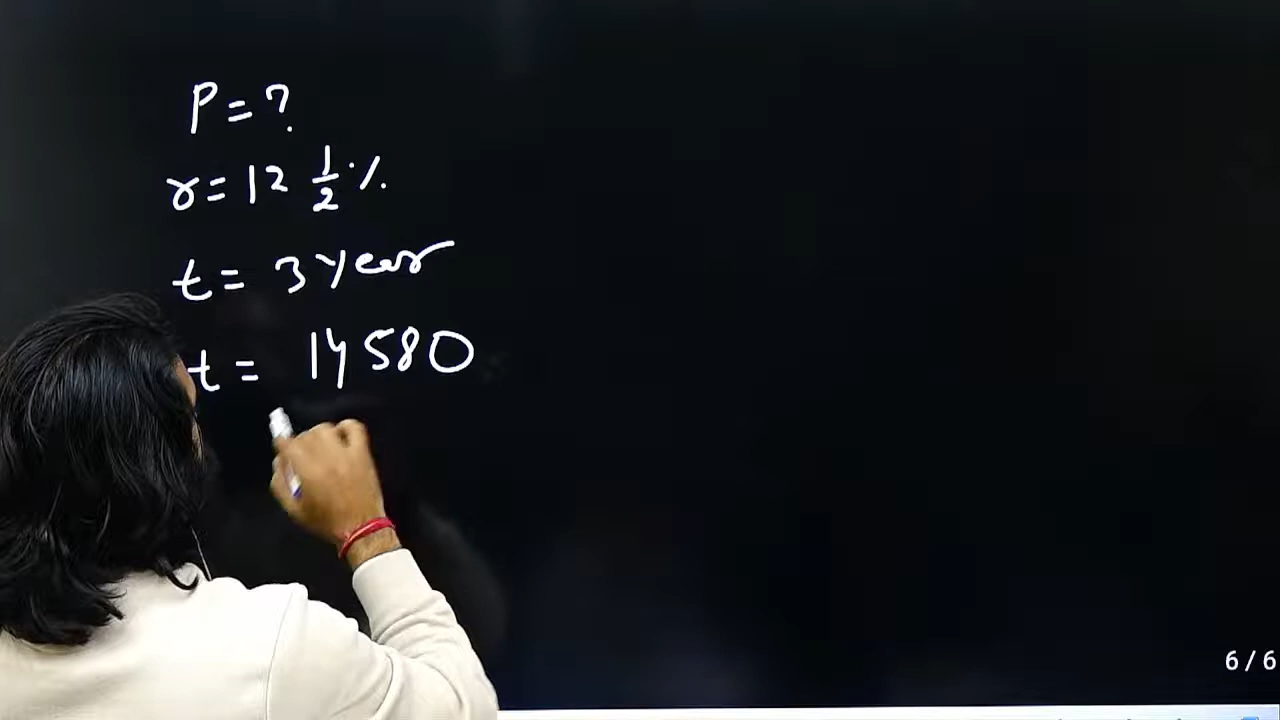 P = ?
r = 12 1/2 %
t = 3 year
t = 14580
6 / 6